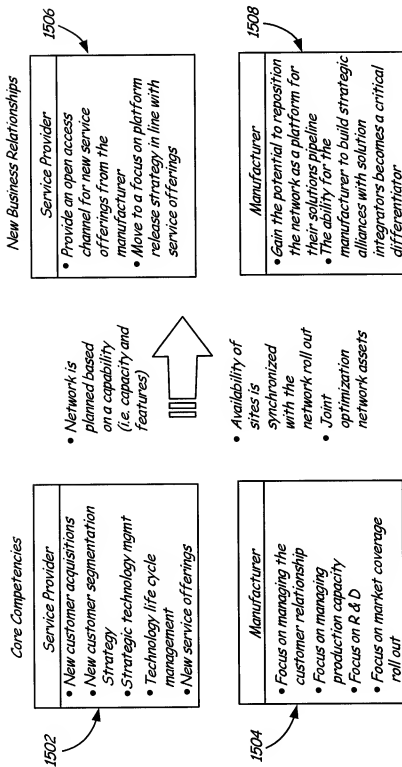 Core Competencies
Service Provider
• New customer acquisitions
• New customer segmentation
Strategy
• Strategic technology mgmt
• Technology life cycle
management
• New service offerings
1502
Manufacturer
• Focus on managing the
customer relationship
• Focus on managing
production capacity
• Focus on R & D
• Focus on market coverage
roll out
1504
• Network is
planned based
on a capability
(i.e. capacity and
features)
• Availability of
sites is
synchronized
with the
network roll out
• Joint
optimization
network assets
New Business Relationships
Service Provider
• Provide an open access
channel for new service
offerings from the
manufacturer
• Move to a focus on platform
release strategy in line with
service offerings
1506
Manufacturer
• Gain the potential to reposition
the network as a platform for
their solutions pipeline
• The ability for the
manufacturer to build strategic
alliances with solution
integrators becomes a critical
differentiator
1508